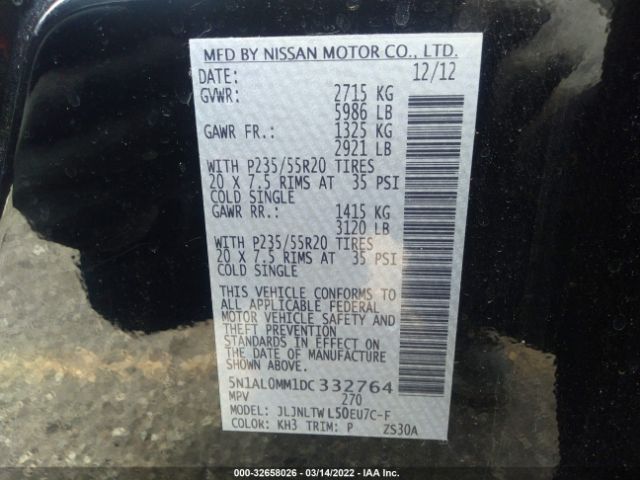 MFD BY NISSAN MOTOR CO., LTD.
DATE: 12/12
GVWR: 2715 KG
5986 LB
GAWR FR.: 1325 KG
2921 LB
WITH P235/55R20 TIRES
20 X 7.5 RIMS AT 35 PSI
COLD SINGLE
GAWR RR.: 1415 KG
3120 LB
WITH P235/55R20 TIRES
20 X 7.5 RIMS AT 35 PSI
COLD SINGLE
THIS VEHICLE CONFORMS TO
ALL APPLICABLE FEDERAL
MOTOR VEHICLE SAFETY AND
THEFT PREVENTION
STANDARDS IN EFFECT ON
THE DATE OF MANUFACTURE
SHOWN ABOVE.
5N1AL0MM1DC332764
MPV 270
MODEL: JLJNLTWL50EU7C-F
COLOR: KH3 TRIM: P ZS30A
000-32658026 - 03/14/2022 - IAA Inc.